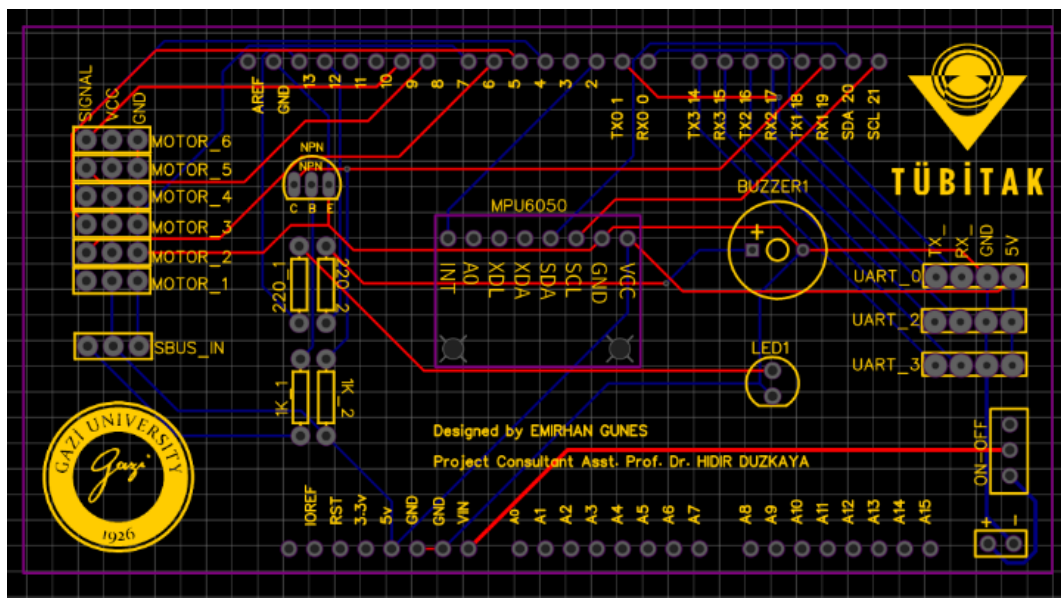 SIGNAL
VCC
GND
AREF
GND
13
12
11
10
9
8
7
6
5
4
3
2
TX0 1
RX0 0
TX3 14
RX3 15
TX2 16
RX2 17
TX1 18
RX1 19
SDA 20
SCL 21
TÜBİTAK
MOTOR_6
MOTOR_5
MOTOR_4
MOTOR_3
MOTOR_2
MOTOR_1
NPN
NPN
C B E
MPU6050
INT
A0
XDL
XDA
SDA
SCL
GND
VCC
BUZZER1
+
TX_
RX_
GND
5V
UART_0
UART_2
UART_3
220_1
220_2
SBUS_IN
1K_1
1K_2
LED1
GAZİ UNIVERSITY
Gazi
1926
Designed by EMIRHAN GUNES
Project Consultant Asst. Prof. Dr. HIDIR DUZKAYA
ON OFF
IOREF
RST
3.3v
5v
GND
GND
VIN
A0
A1
A2
A3
A4
A5
A6
A7
A8
A9
A10
A11
A12
A13
A14
A15
+ -